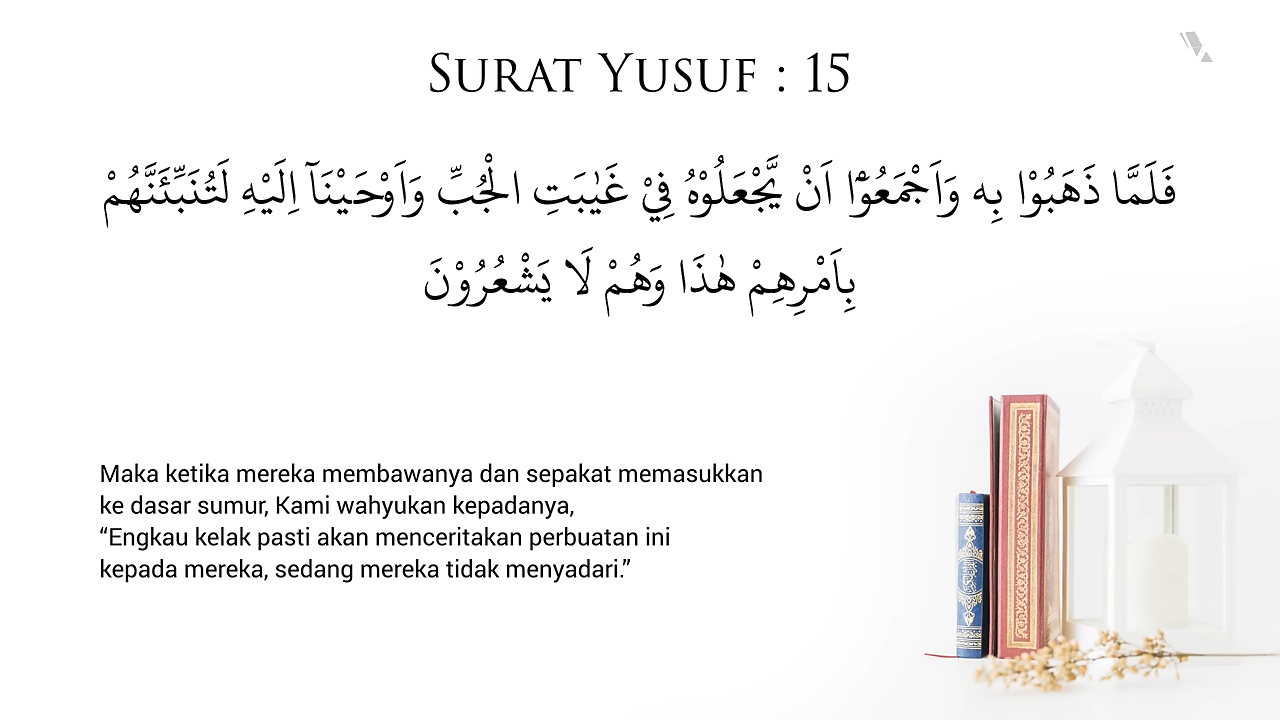 SURAT YUSUF : 15
فَلَمَّا ذَهَبُوْا بِه وَاَجْمَعُوْٓا اَنْ يَّجْعَلُوْهُ فِيْ غَيٰبَتِ الْجُبِّ وَاَوْحَيْنَآ اِلَيْهِ لَتُنَبِّئَنَّهُمْ
بِاَمْرِهِمْ هٰذَا وَهُمْ لَا يَشْعُرُوْنَ
Maka ketika mereka membawanya dan sepakat memasukkan
ke dasar sumur, Kami wahyukan kepadanya,
“Engkau kelak pasti akan menceritakan perbuatan ini
kepada mereka, sedang mereka tidak menyadari.”